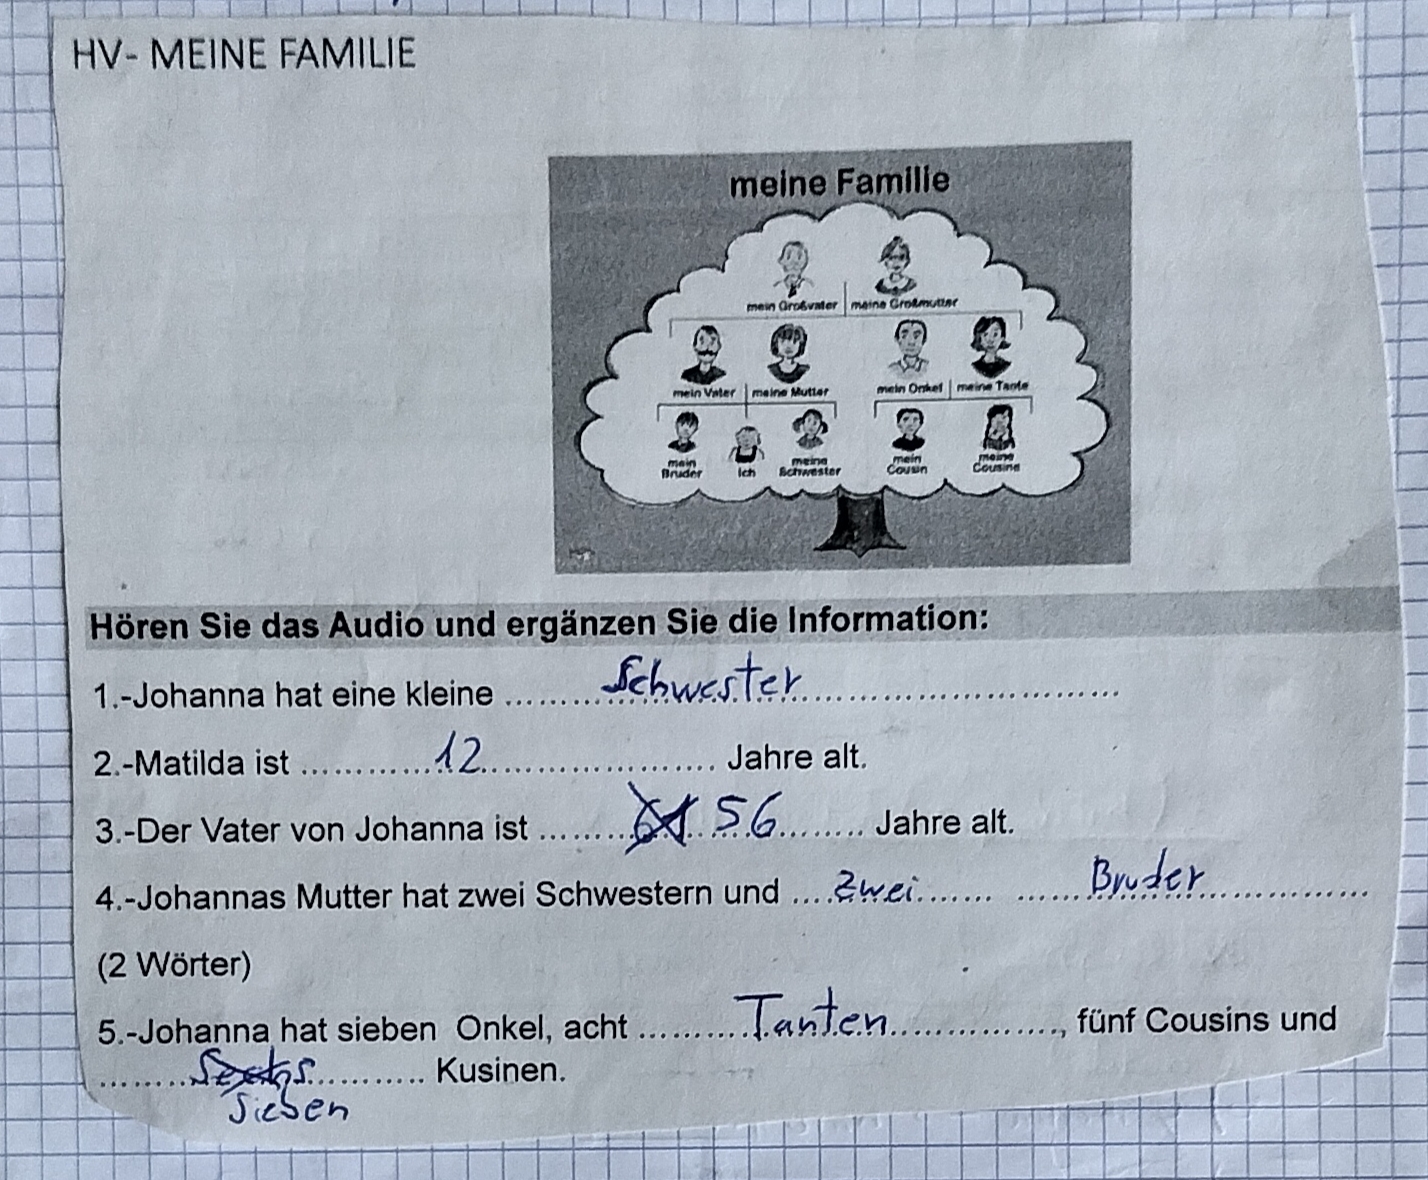 HV- MEINE FAMILIE
meine Familie
mein Großvater meine Großmutter
mein Vater meine Mutter mein Onkel meine Tante
mein Bruder Ich meine Schwester mein Cousin meine Cousine
Hören Sie das Audio und ergänzen Sie die Information:
1.-Johanna hat eine kleine ........Schwester................................
2.-Matilda ist .............12....................... Jahre alt.
3.-Der Vater von Johanna ist ......... 56 ........ Jahre alt.
4.-Johannas Mutter hat zwei Schwestern und ....zwei....... ......Bruder...............
(2 Wörter)
5.-Johanna hat sieben Onkel, acht ..........Tanten................, fünf Cousins und
........Sechs........... Kusinen.
sieben